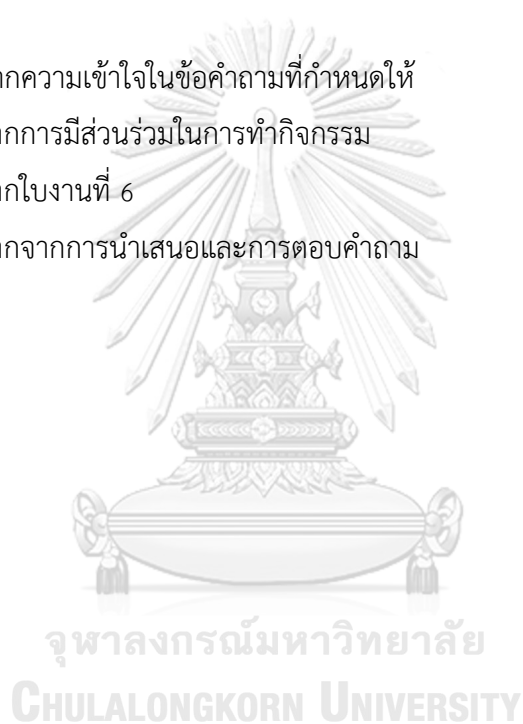 ากความเข้าใจในข้อคำถามที่กำหนดให้
ากการมีส่วนร่วมในการทำกิจกรรม
ากใบงานที่ 6
ากจากการนำเสนอและการตอบคำถาม
จุฬาลงกรณ์มหาวิทยาลัย
CHULALONGKORN UNIVERSITY